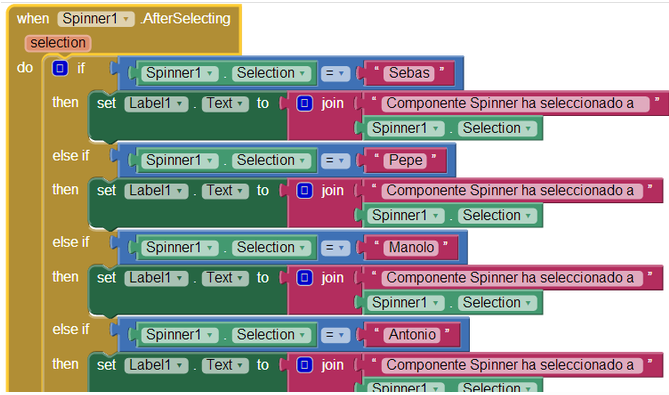 when Spinner1 .AfterSelecting
selection
do if Spinner1 . Selection = " Sebas "
then set Label1 . Text to join " Componente Spinner ha seleccionado a "
Spinner1 . Selection
else if Spinner1 . Selection = " Pepe "
then set Label1 . Text to join " Componente Spinner ha seleccionado a "
Spinner1 . Selection
else if Spinner1 . Selection = " Manolo "
then set Label1 . Text to join " Componente Spinner ha seleccionado a "
Spinner1 . Selection
else if Spinner1 . Selection = " Antonio "
then set Label1 . Text to join " Componente Spinner ha seleccionado a "
Spinner1 . Selection